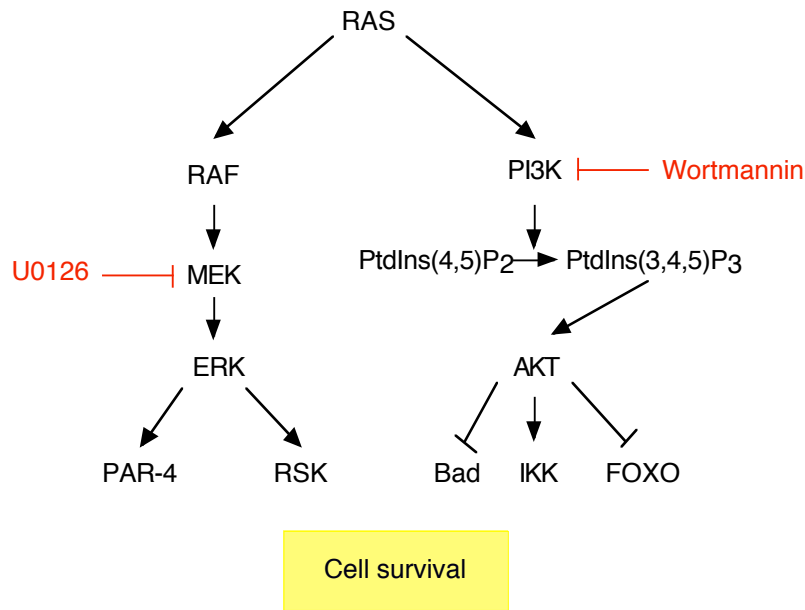 RAS
RAF
PI3K
Wortmannin
PtdIns(4,5)P2
PtdIns(3,4,5)P3
U0126
MEK
ERK
AKT
PAR-4
RSK
Bad
IKK
FOXO
Cell survival